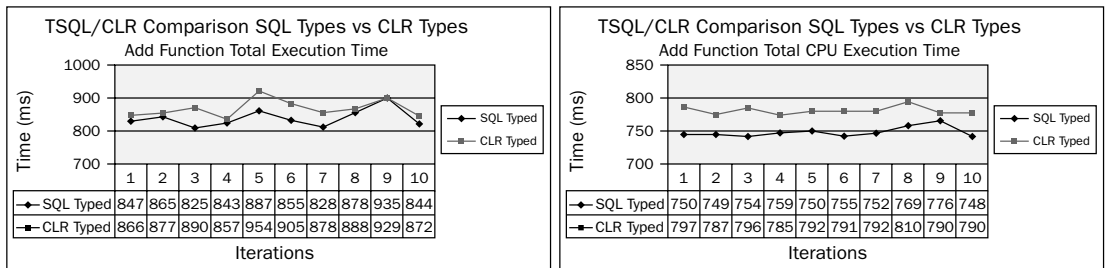 TSQL/CLR Comparison SQL Types vs CLR Types
Add Function Total Execution Time
1000
900
800
700
Time (ms)
SQL Typed
CLR Typed
1 2 3 4 5 6 7 8 9 10
SQL Typed 847 865 825 843 887 855 828 878 935 844
CLR Typed 866 877 890 857 954 905 878 888 929 872
Iterations
TSQL/CLR Comparison SQL Types vs CLR Types
Add Function Total CPU Execution Time
850
800
750
700
Time (ms)
SQL Typed
CLR Typed
1 2 3 4 5 6 7 8 9 10
SQL Typed 750 749 754 759 750 755 752 769 776 748
CLR Typed 797 787 796 785 792 791 792 810 790 790
Iterations